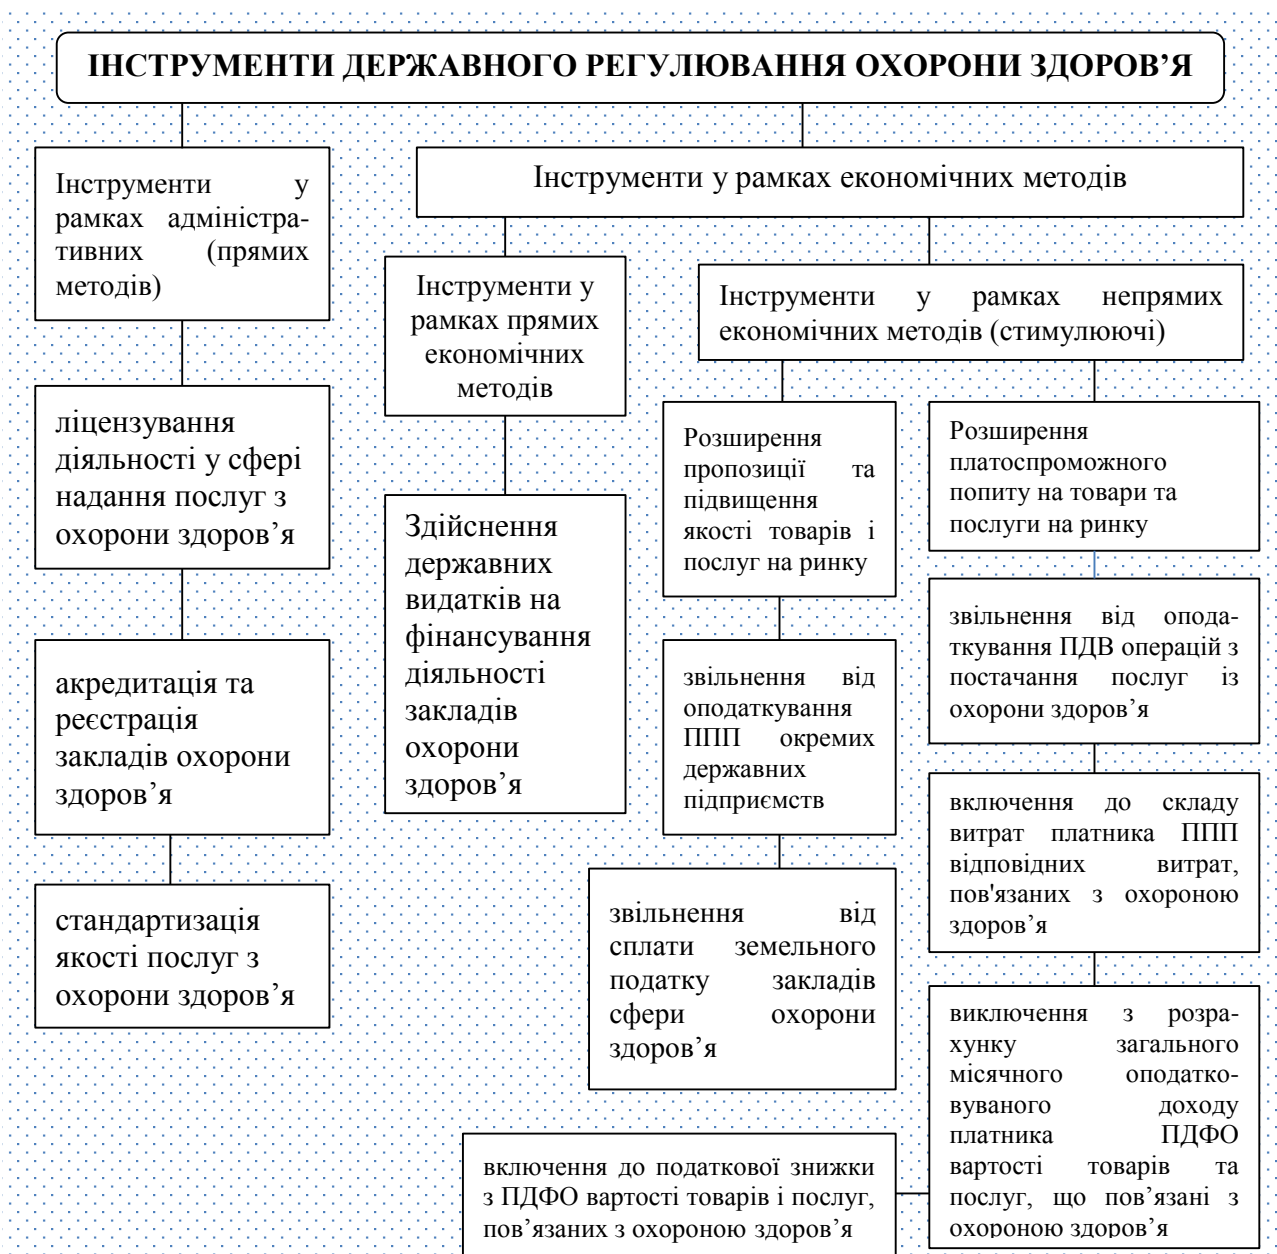 ІНСТРУМЕНТИ ДЕРЖАВНОГО РЕГУЛЮВАННЯ ОХОРОНИ ЗДОРОВ’Я
Інструменти у
рамках адміністра-
тивних (прямих
методів)
ліцензування
діяльності у сфері
надання послуг з
охорони здоров’я
акредитація та
реєстрація
закладів охорони
здоров’я
стандартизація
якості послуг з
охорони здоров’я
Інструменти у рамках економічних методів
Інструменти у
рамках прямих
економічних
методів
Здійснення
державних
видатків на
фінансування
діяльності
закладів
охорони
здоров’я
Інструменти у рамках непрямих
економічних методів (стимулюючі)
Розширення
пропозиції та
підвищення
якості товарів і
послуг на ринку
звільнення від
оподаткування
ППП окремих
державних
підприємств
звільнення від
сплати земельного
податку закладів
сфери охорони
здоров’я
Розширення
платоспроможного
попиту на товари та
послуги на ринку
звільнення від опода-
ткування ПДВ операцій з
постачання послуг із
охорони здоров’я
включення до складу
витрат платника ППП
відповідних витрат,
пов'язаних з охороною
здоров’я
виключення з розра-
хунку загального
місячного оподатко-
вуваного доходу
платника ПДФО
вартості товарів та
послуг, що пов’язані з
охороною здоров’я
включення до податкової знижки
з ПДФО вартості товарів і послуг,
пов’язаних з охороною здоров’я